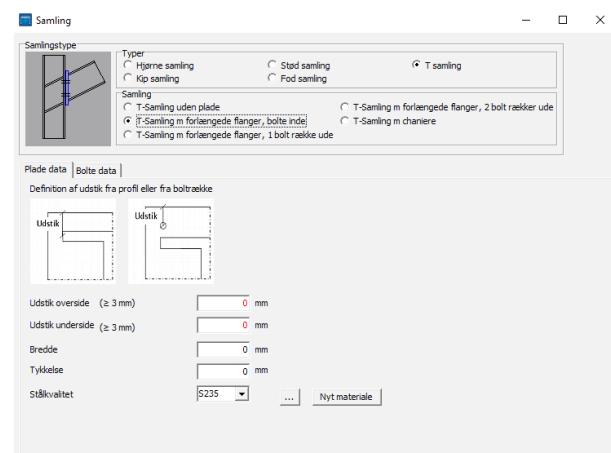 Samling
Samlingstype
Typer
Hjørne samling
Stød samling
T samling
Kip samling
Fod samling
Samling
T-Samling uden plade
T-Samling m forlængede flanger, 2 bolt rækker ude
T-Samling m forlængede flanger, bolte inde
T-Samling m chaniere
T-Samling m forlængede flanger, 1 bolt række ude
Plade data
Bolte data
Definition af udstik fra profil eller fra boltrække
Udstik
Udstik
Udstik overside (≥ 3 mm) 0 mm
Udstik underside (≥ 3 mm) 0 mm
Bredde 0 mm
Tykkelse 0 mm
Stålkvalitet S235 ... Nyt materiale